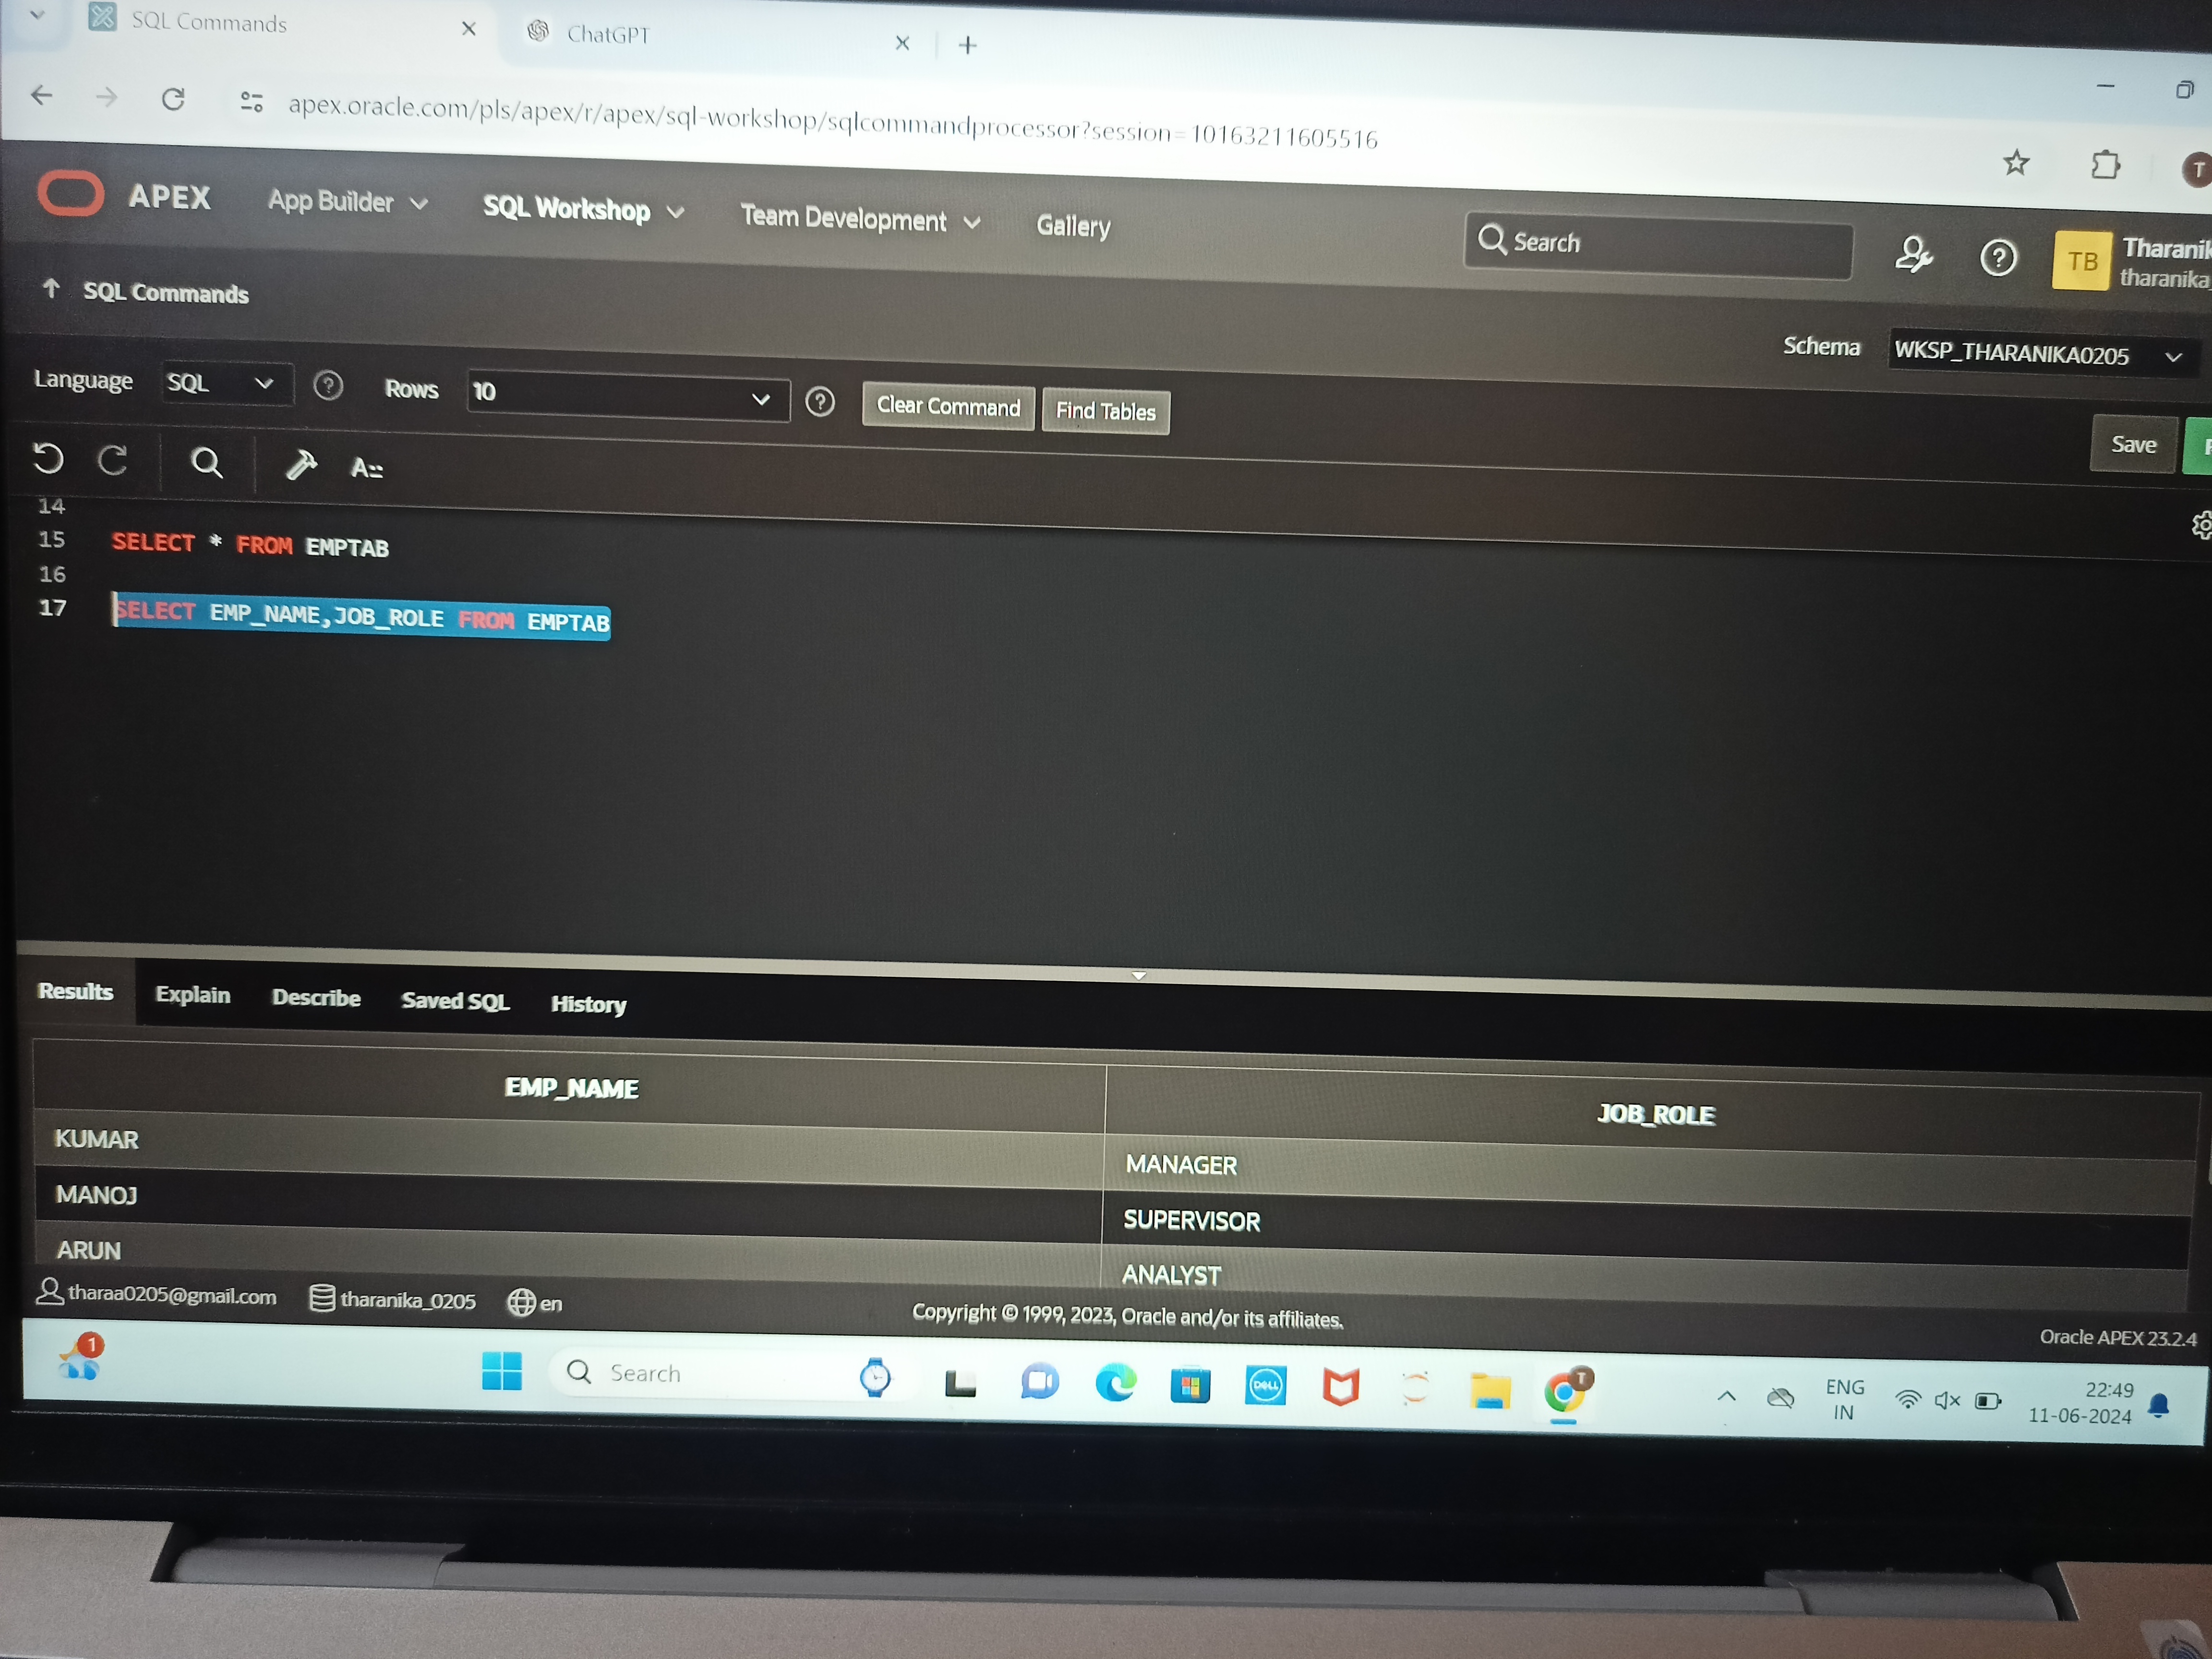 SQL Commands
ChatGPT
apex.oracle.com/pls/apex/r/apex/sql-workshop/sqlcommandprocessor?session=10163211605516
T
APEX App Builder SQL Workshop Team Development Gallery Search
TB
Tharanik
tharanika_
SQL Commands
Schema WKSP_THARANIKA0205
Language SQL Rows 10 Clear Command Find Tables
Save
14
15 SELECT * FROM EMPTAB
16
17 SELECT EMP_NAME,JOB_ROLE FROM EMPTAB
Results Explain Describe Saved SQL History
EMP_NAME JOB_ROLE
KUMAR MANAGER
MANOJ SUPERVISOR
ARUN ANALYST
tharaa0205@gmail.com tharanika_0205 en
Copyright © 1999, 2023, Oracle and/or its affiliates.
Oracle APEX 23.2.4
1
Search
DELL
T
ENG
IN
22:49
11-06-2024